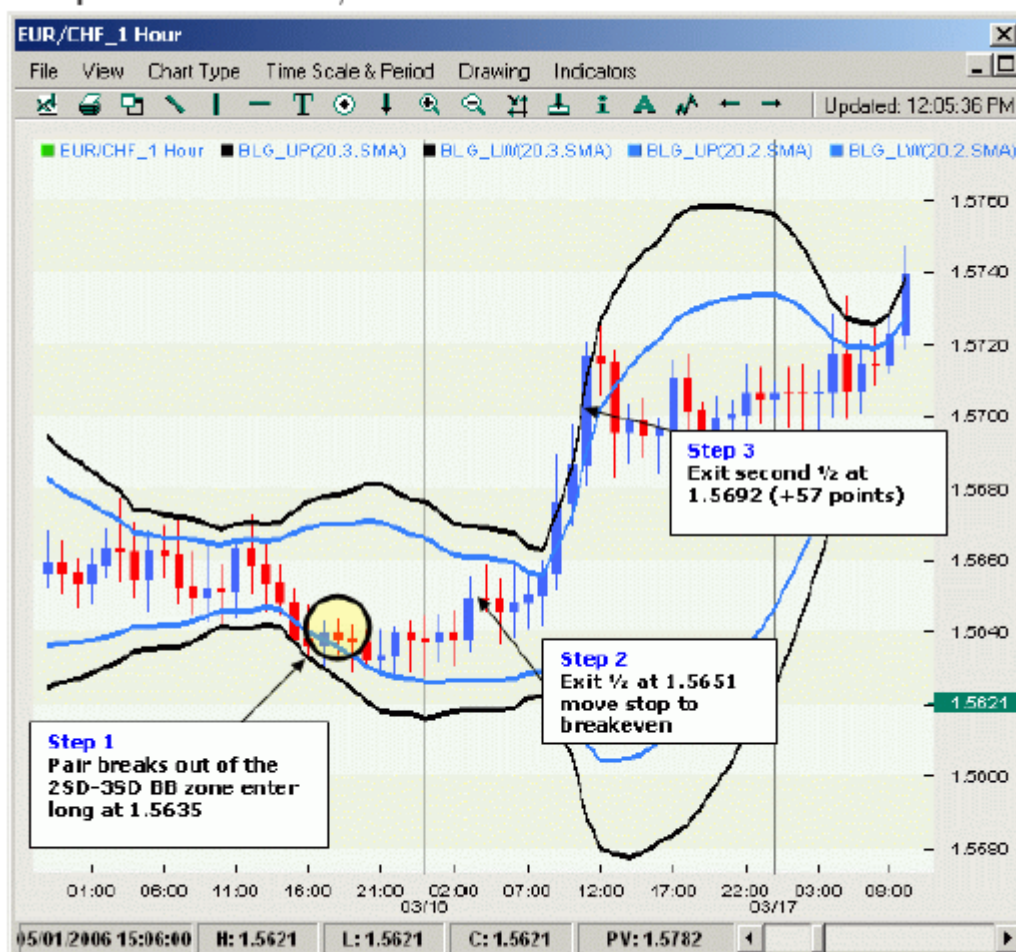 EUR/CHF_1 Hour
File View Chart Type Time Scale & Period Drawing Indicators
Updated: 12:05:36 PM
EUR/CHF_1 Hour BLG_UP(20.3.SMA) BLG_LW(20.3.SMA) BLG_UP(20.2.SMA) BLG_LW(20.2.SMA)
1.5760
1.5740
1.5720
1.5700
Step 3
Exit second ½ at
1.5692 (+57 points)
1.5680
1.5660
1.5640
Step 2
Exit ½ at 1.5651
move stop to
breakeven
1.5621
Step 1
Pair breaks out of the
2SD-3SD BB zone enter
long at 1.5635
1.5600
1.5580
01:00 06:00 11:00 16:00 21:00 02:00 07:00 12:00 17:00 22:00 03:00 08:00
03/16 03/17
05/01/2006 15:06:00 H: 1.5621 L: 1.5621 C: 1.5621 PV: 1.5782